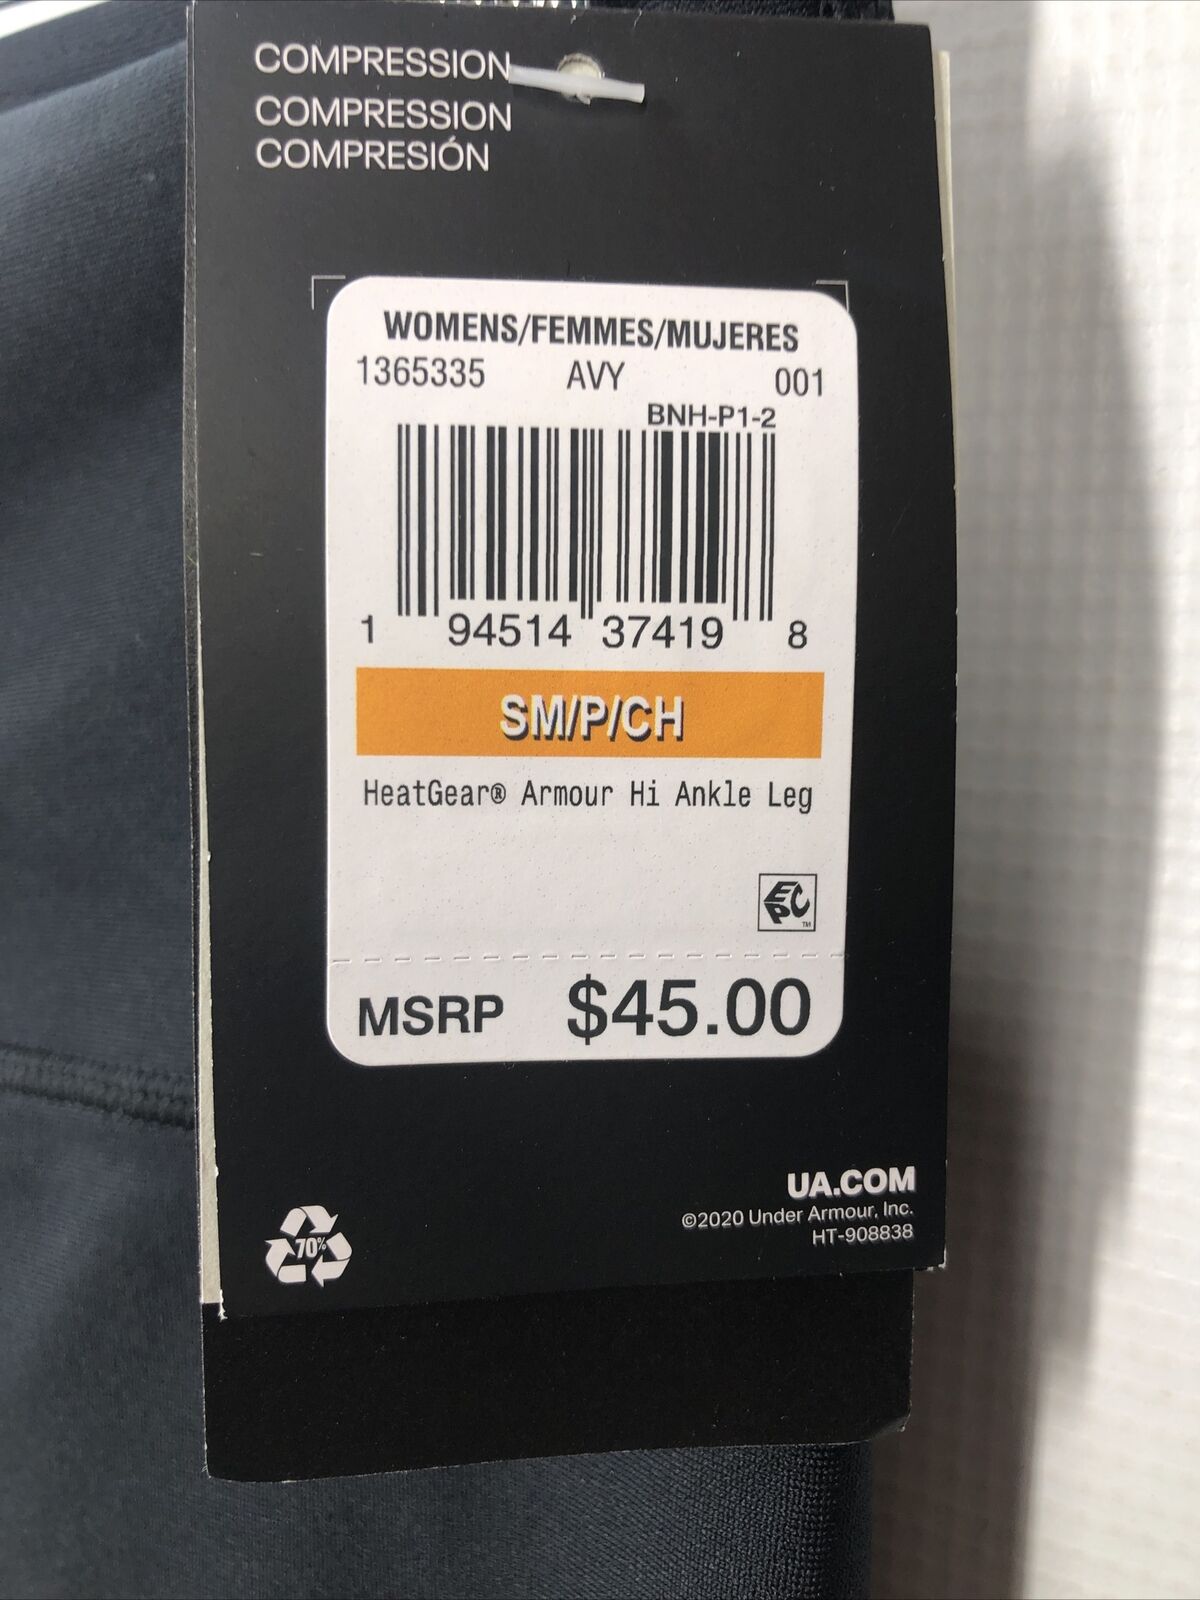 COMPRESSION
COMPRESSION
COMPRESIÓN
WOMENS/FEMMES/MUJERES
1365335 AVY 001
BNH-P1-2
1 94514 37419 8
SM/P/CH
HeatGear® Armour Hi Ankle Leg
EPC™
MSRP $45.00
UA.COM
©2020 Under Armour, Inc.
HT-908838
70%